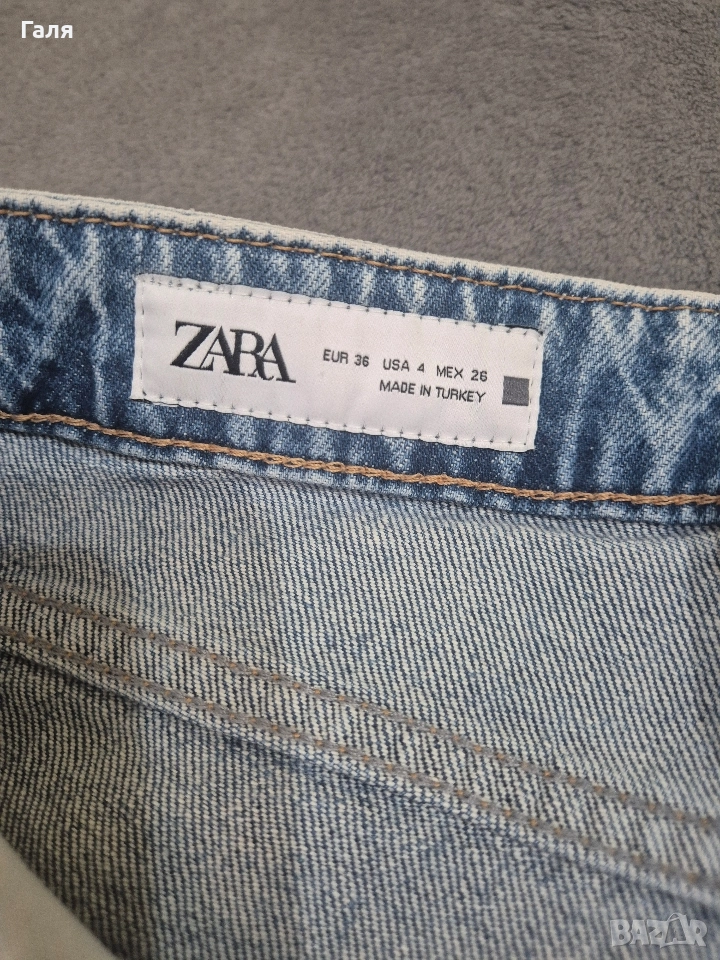 Галя
ZARA
EUR 36 USA 4 MEX 26
MADE IN TURKEY
BAZAR